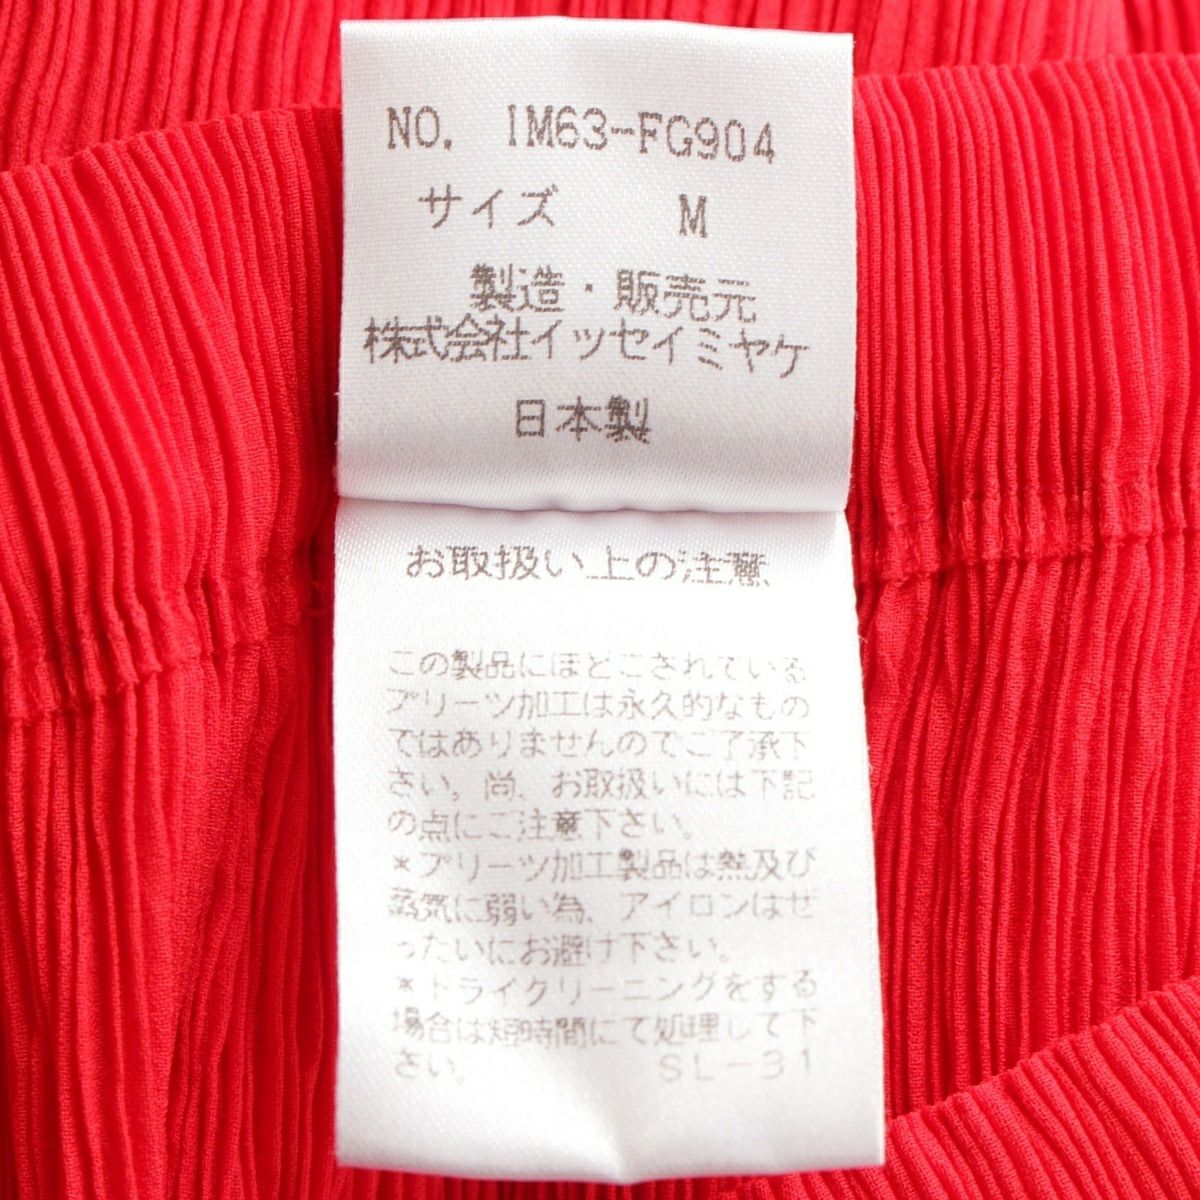 NO. IM63-FG904
サイズ M
製造・販売元
株式会社イッセイミヤケ
日本製
お取扱い上の注意
この製品にほどこされている
プリーツ加工は永久的なもの
ではありませんのでご了承下
さい。尚、お取扱いには下記
の点にご注意下さい。
*プリーツ加工製品は熱及び
蒸気に弱い為、アイロンはぜ
ったいにお避け下さい。
*ドライクリーニングをする
場合は短時間にて処理して下
さい。 SL-31